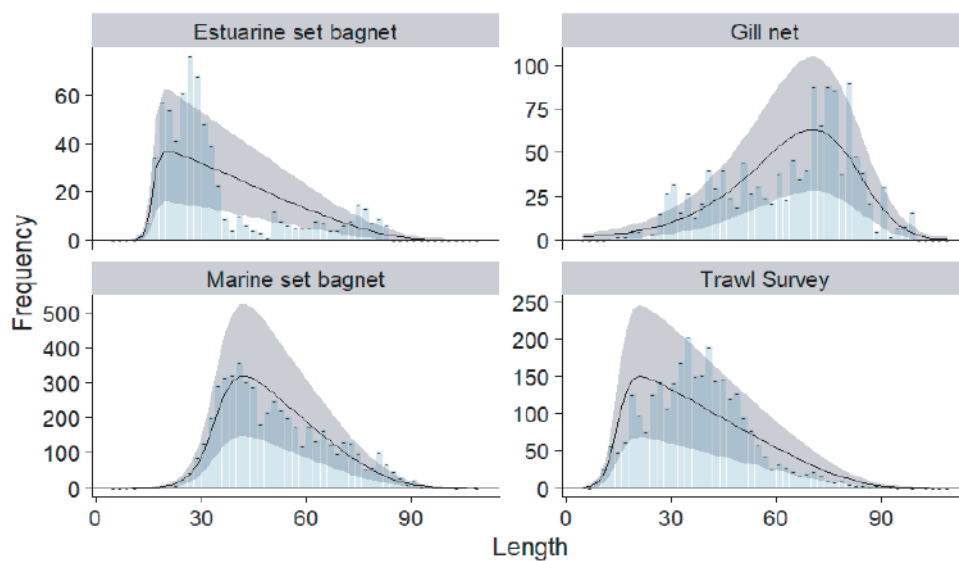 Estuarine set bagnet
Gill net
60
40
20
0
100
75
50
25
0
Marine set bagnet
Trawl Survey
500
400
300
200
100
0
250
200
150
100
50
0
0 30 60 90
0 30 60 90
Frequency
Length